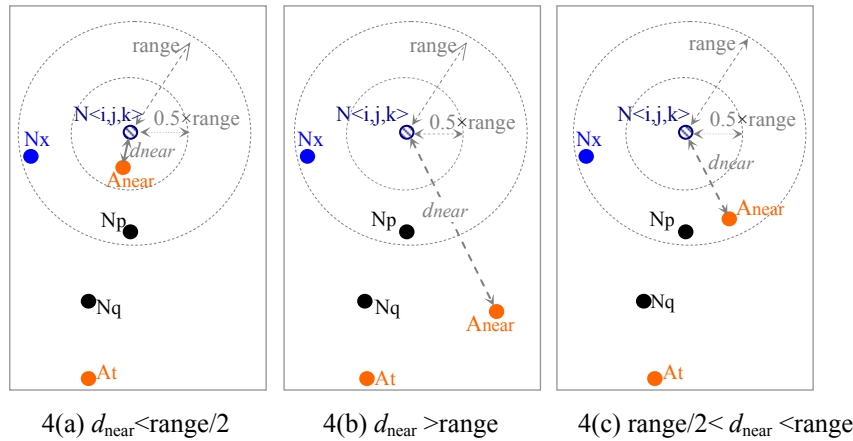 range
N<i,j,k>
0.5×range
Nx
dnear
Anear
Np
Nq
At
4(a) dnear<range/2
range
N<i,j,k>
0.5×range
Nx
Np
dnear
Nq
Anear
At
4(b) dnear >range
range
N<i,j,k>
0.5×range
Nx
dnear
Np
Anear
Nq
At
4(c) range/2< dnear <range